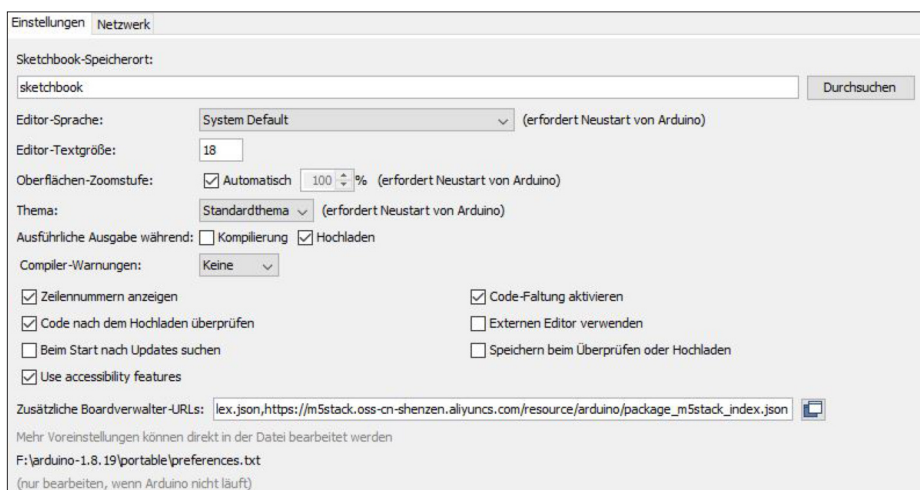 Einstellungen Netzwerk
Sketchbook-Speicherort:
sketchbook Durchsuchen
Editor-Sprache: System Default (erfordert Neustart von Arduino)
Editor-Textgröße: 18
Oberflächen-Zoomstufe: Automatisch 100 % (erfordert Neustart von Arduino)
Thema: Standardthema (erfordert Neustart von Arduino)
Ausführliche Ausgabe während: Kompilierung Hochladen
Compiler-Warnungen: Keine
Zeilennummern anzeigen Code-Faltung aktivieren
Code nach dem Hochladen überprüfen Externen Editor verwenden
Beim Start nach Updates suchen Speichern beim Überprüfen oder Hochladen
Use accessibility features
Zusätzliche Boardverwalter-URLs: lex.json,https://m5stack.oss-cn-shenzen.aliyuncs.com/resource/arduino/package_m5stack_index.json
Mehr Voreinstellungen können direkt in der Datei bearbeitet werden
F:\arduino-1.8.19\portable\preferences.txt
(nur bearbeiten, wenn Arduino nicht läuft)